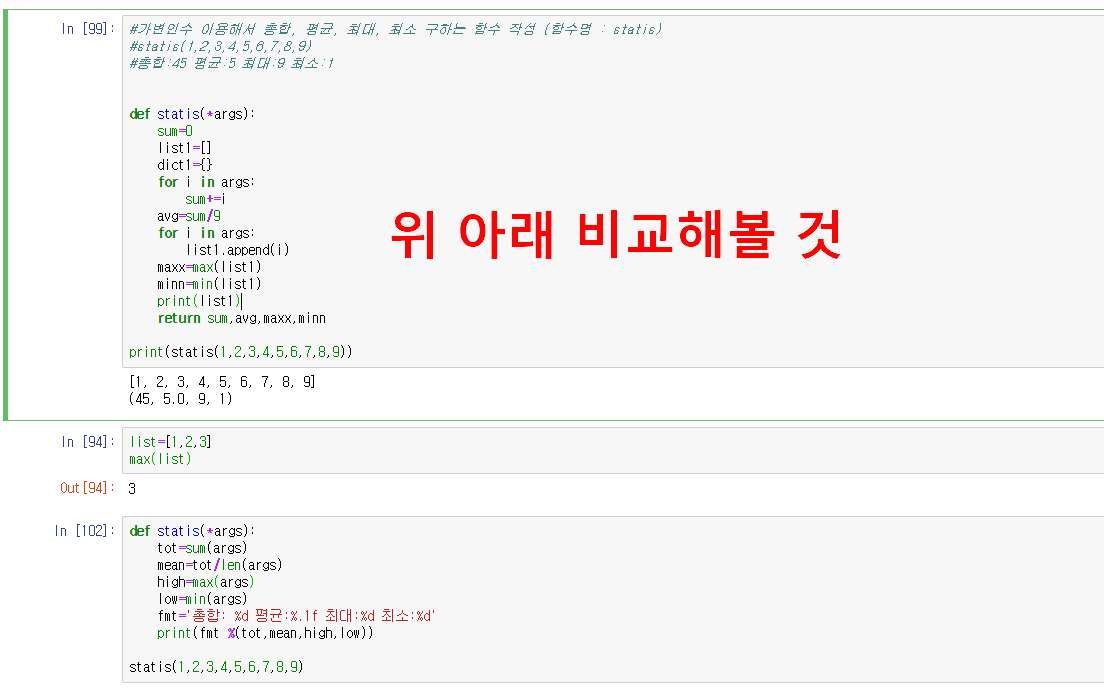 In [99]:
#가변인수 이용해서 총합, 평균, 최대, 최소 구하는 함수 작성 (함수명 : statis)
#statis(1,2,3,4,5,6,7,8,9)
#총합:45 평균:5 최대:9 최소:1
def statis(*args):
sum=0
list1=[]
dict1={}
for i in args:
sum+=i
avg=sum/9
for i in args:
list1.append(i)
maxx=max(list1)
minn=min(list1)
print(list1)
return sum,avg,maxx,minn
print(statis(1,2,3,4,5,6,7,8,9))
위 아래 비교해볼 것
[1, 2, 3, 4, 5, 6, 7, 8, 9]
(45, 5.0, 9, 1)
In [94]:
list=[1,2,3]
max(list)
Out[94]: 3
In [102]:
def statis(*args):
tot=sum(args)
mean=tot/len(args)
high=max(args)
low=min(args)
fmt='총합: %d 평균:%.1f 최대:%d 최소:%d'
print(fmt %(tot,mean,high,low))
statis(1,2,3,4,5,6,7,8,9)